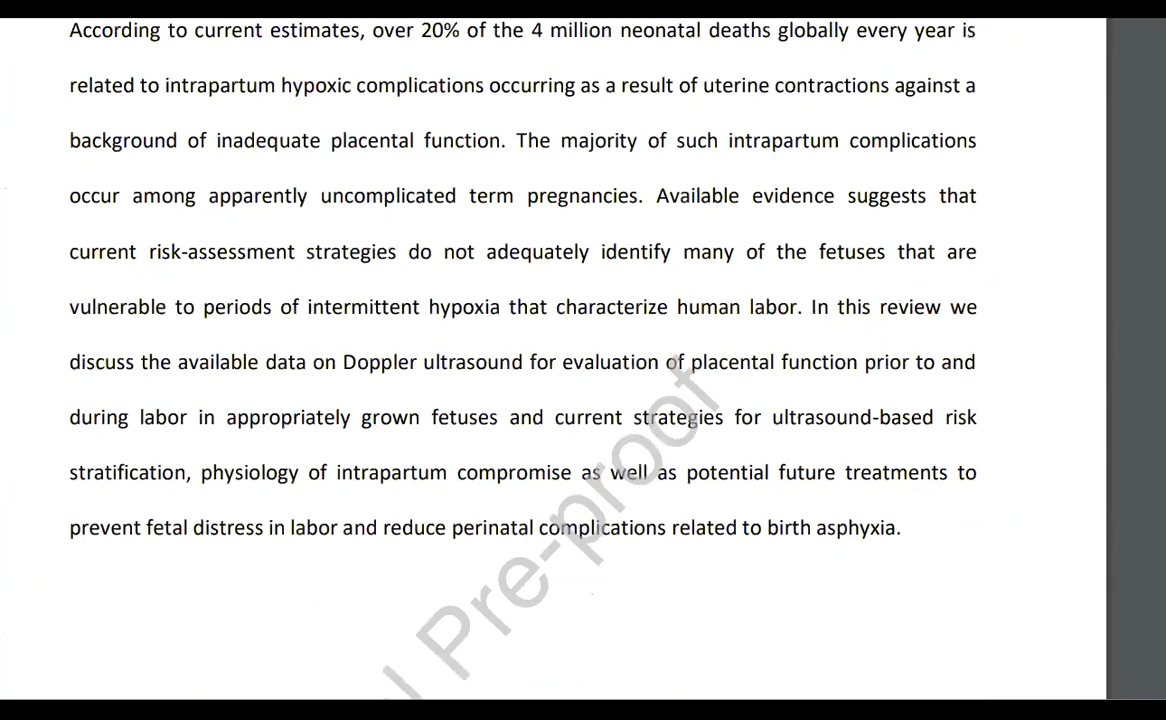 According to current estimates, over 20% of the 4 million neonatal deaths globally every year is
related to intrapartum hypoxic complications occurring as a result of uterine contractions against a
background of inadequate placental function. The majority of such intrapartum complications
occur among apparently uncomplicated term pregnancies. Available evidence suggests that
current risk-assessment strategies do not adequately identify many of the fetuses that are
vulnerable to periods of intermittent hypoxia that characterize human labor. In this review we
discuss the available data on Doppler ultrasound for evaluation of placental function prior to and
during labor in appropriately grown fetuses and current strategies for ultrasound-based risk
stratification, physiology of intrapartum compromise as well as potential future treatments to
prevent fetal distress in labor and reduce perinatal complications related to birth asphyxia.
Pre-proof